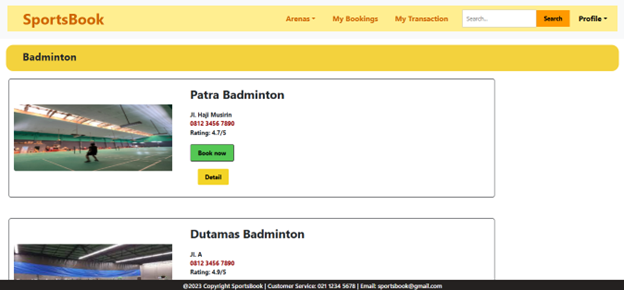 SportsBook Arenas My Bookings My Transaction Search... Search Profile
Badminton
Patra Badminton
Jl. Haji Musirin
0812 3456 7890
Rating: 4.7/5
Book now
Detail
Dutamas Badminton
Jl. A
0812 3456 7890
Rating: 4.9/5
@2023 Copyright SportsBook | Customer Service: 021 1234 5678 | Email: sportsbook@gmail.com